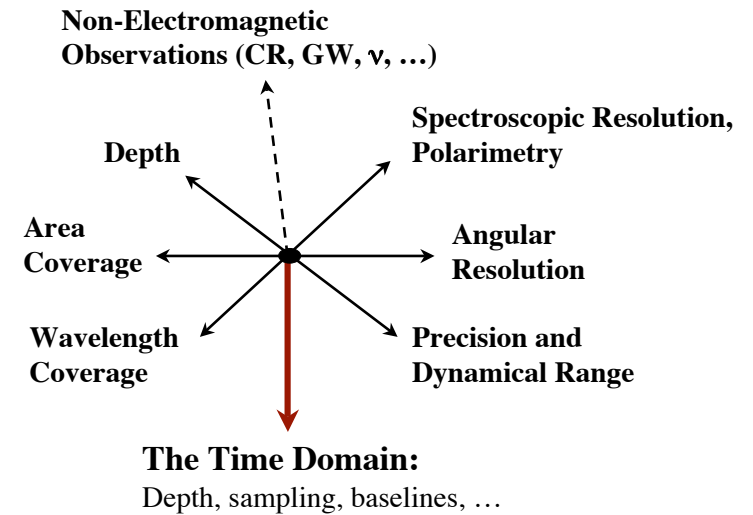 Non-Electromagnetic
Observations (CR, GW, ν, …)
Spectroscopic Resolution,
Polarimetry
Depth
Area
Coverage
Angular
Resolution
Wavelength
Coverage
Precision and
Dynamical Range
The Time Domain:
Depth, sampling, baselines, …